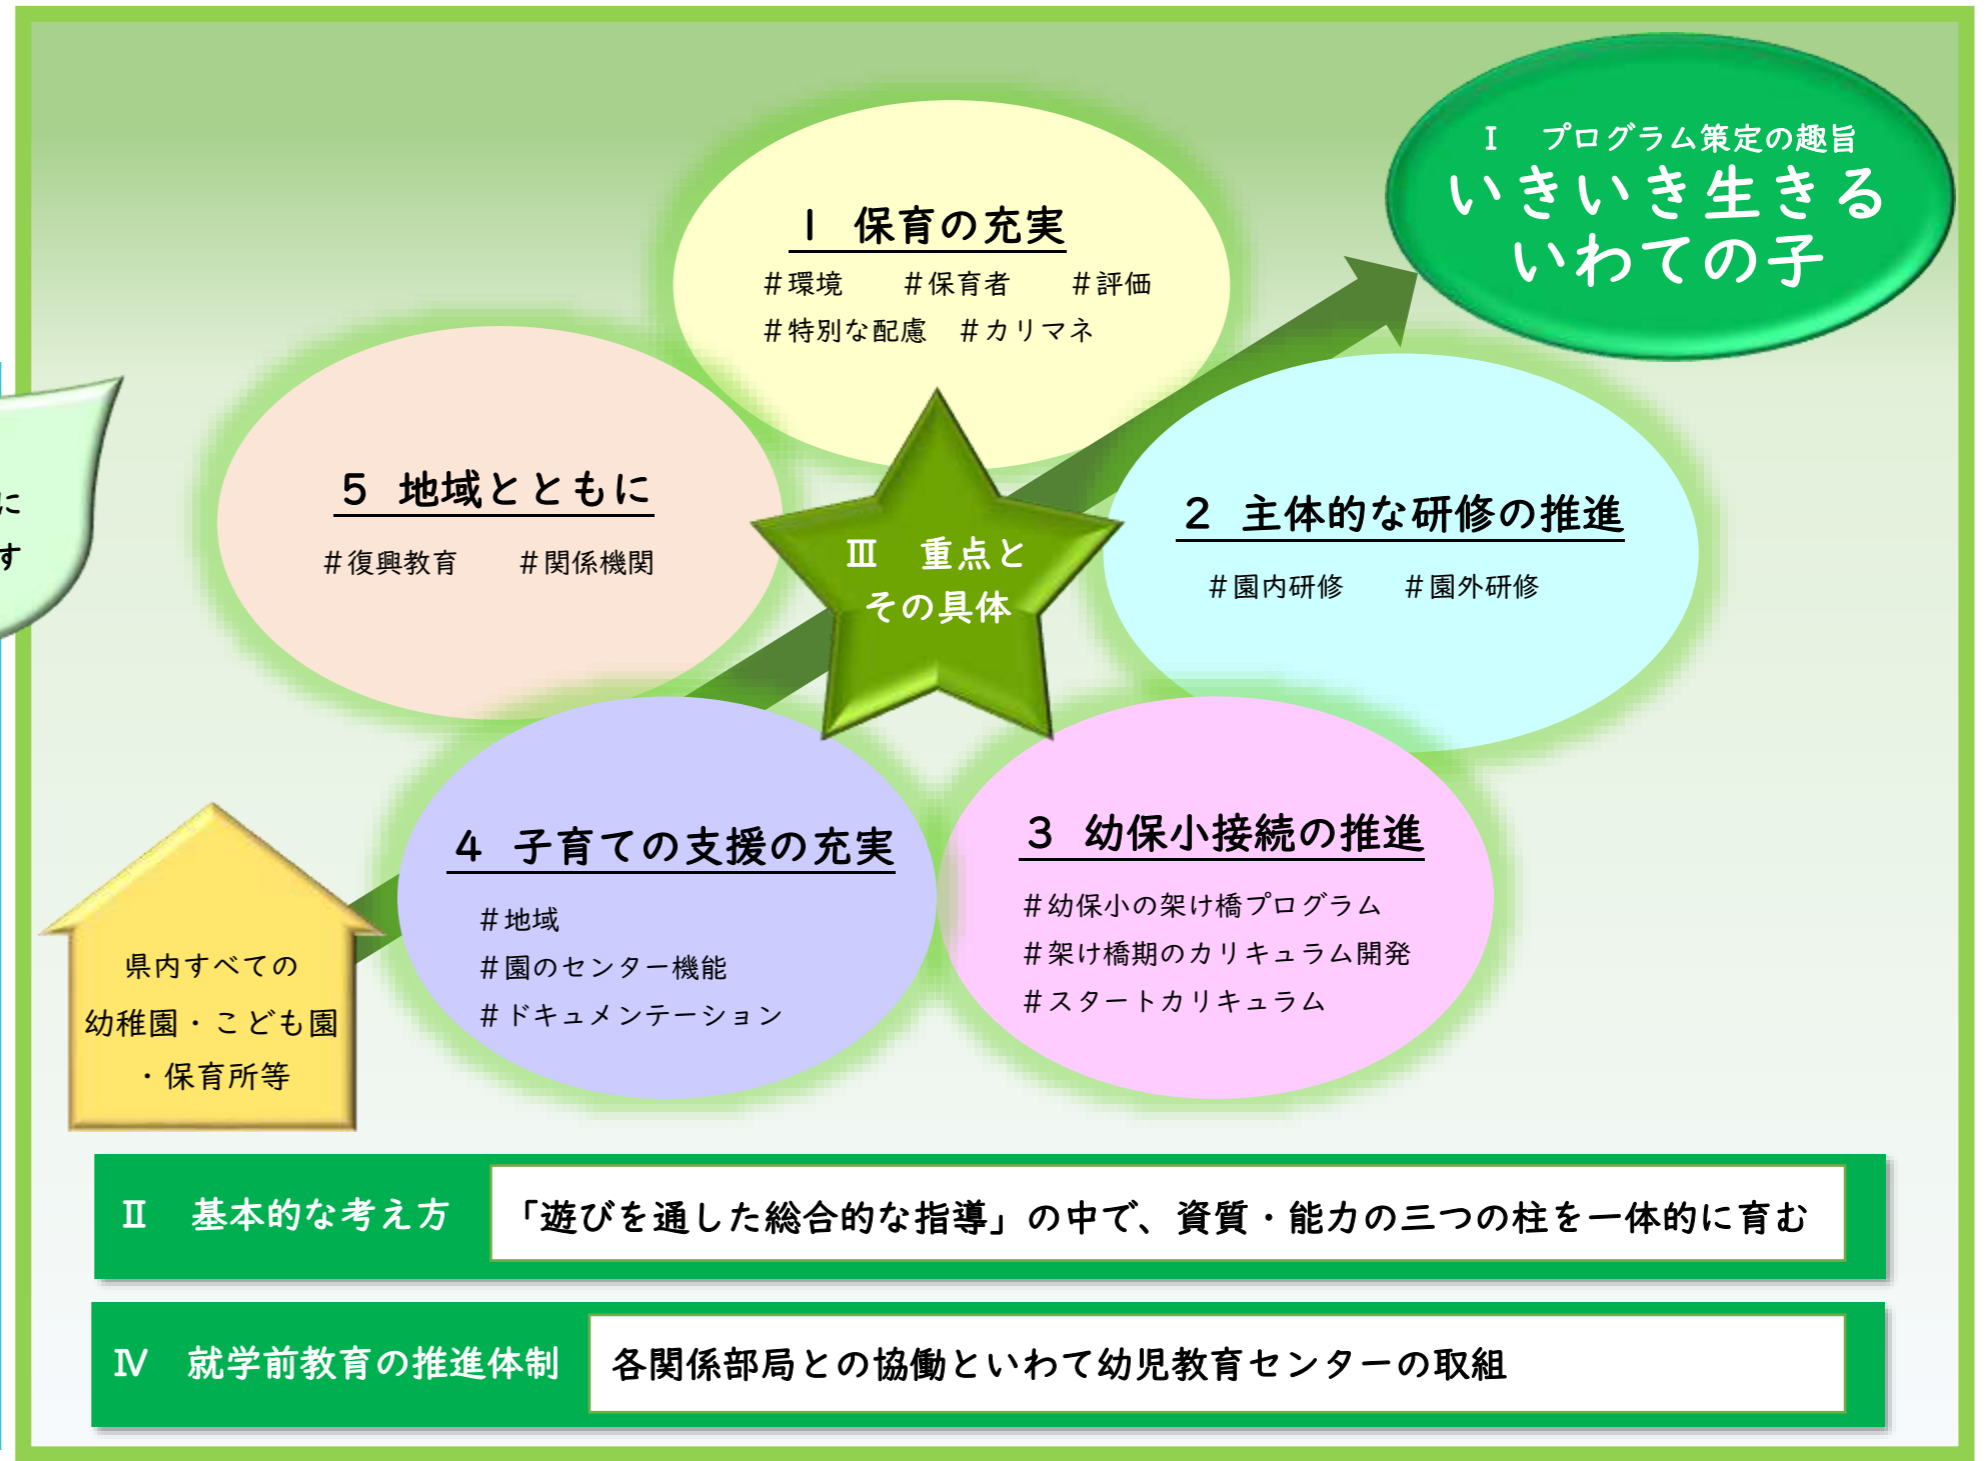 Ⅰ　プログラム策定の趣旨
いきいき生きる
いわての子
1　保育の充実
＃環境　＃保育者　＃評価
＃特別な配慮　＃カリマネ
5　地域とともに
＃復興教育　＃関係機関
Ⅲ　重点と
その具体
2　主体的な研修の推進
＃園内研修　＃園外研修
に
す
4　子育ての支援の充実
＃地域
＃園のセンター機能
＃ドキュメンテーション
3　幼保小接続の推進
＃幼保小の架け橋プログラム
＃架け橋期のカリキュラム開発
＃スタートカリキュラム
県内すべての
幼稚園・こども園
・保育所等
Ⅱ　基本的な考え方　「遊びを通した総合的な指導」の中で、資質・能力の三つの柱を一体的に育む
Ⅳ　就学前教育の推進体制　各関係部局との協働といわて幼児教育センターの取組